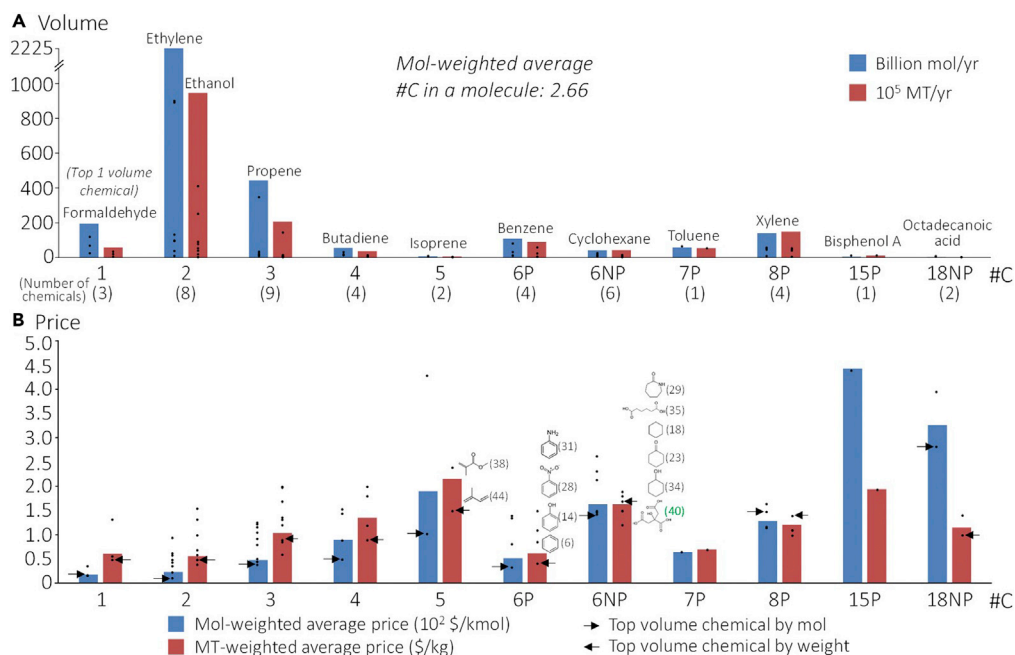 A Volume
2225
1000
800
600
400
200
0
Mol-weighted average
#C in a molecule: 2.66
Billion mol/yr
10⁵ MT/yr
(Top 1 volume
chemical)
Formaldehyde
Ethylene
Ethanol
Propene
Butadiene
Isoprene
Benzene
Cyclohexane
Toluene
Xylene
Bisphenol A
Octadecanoic
acid
1 2 3 4 5 6P 6NP 7P 8P 15P 18NP #C
(Number of
chemicals) (3) (8) (9) (4) (2) (4) (6) (1) (4) (1) (2)
B Price
5.0
4.5
4.0
3.5
3.0
2.5
2.0
1.5
1.0
0.5
0
(38)
(44)
NH₂
(31)
(28)
OH
(14)
(6)
(29)
(35)
(18)
(23)
(34)
(40)
1 2 3 4 5 6P 6NP 7P 8P 15P 18NP #C
Mol-weighted average price (10² $/kmol)
MT-weighted average price ($/kg)
Top volume chemical by mol
Top volume chemical by weight